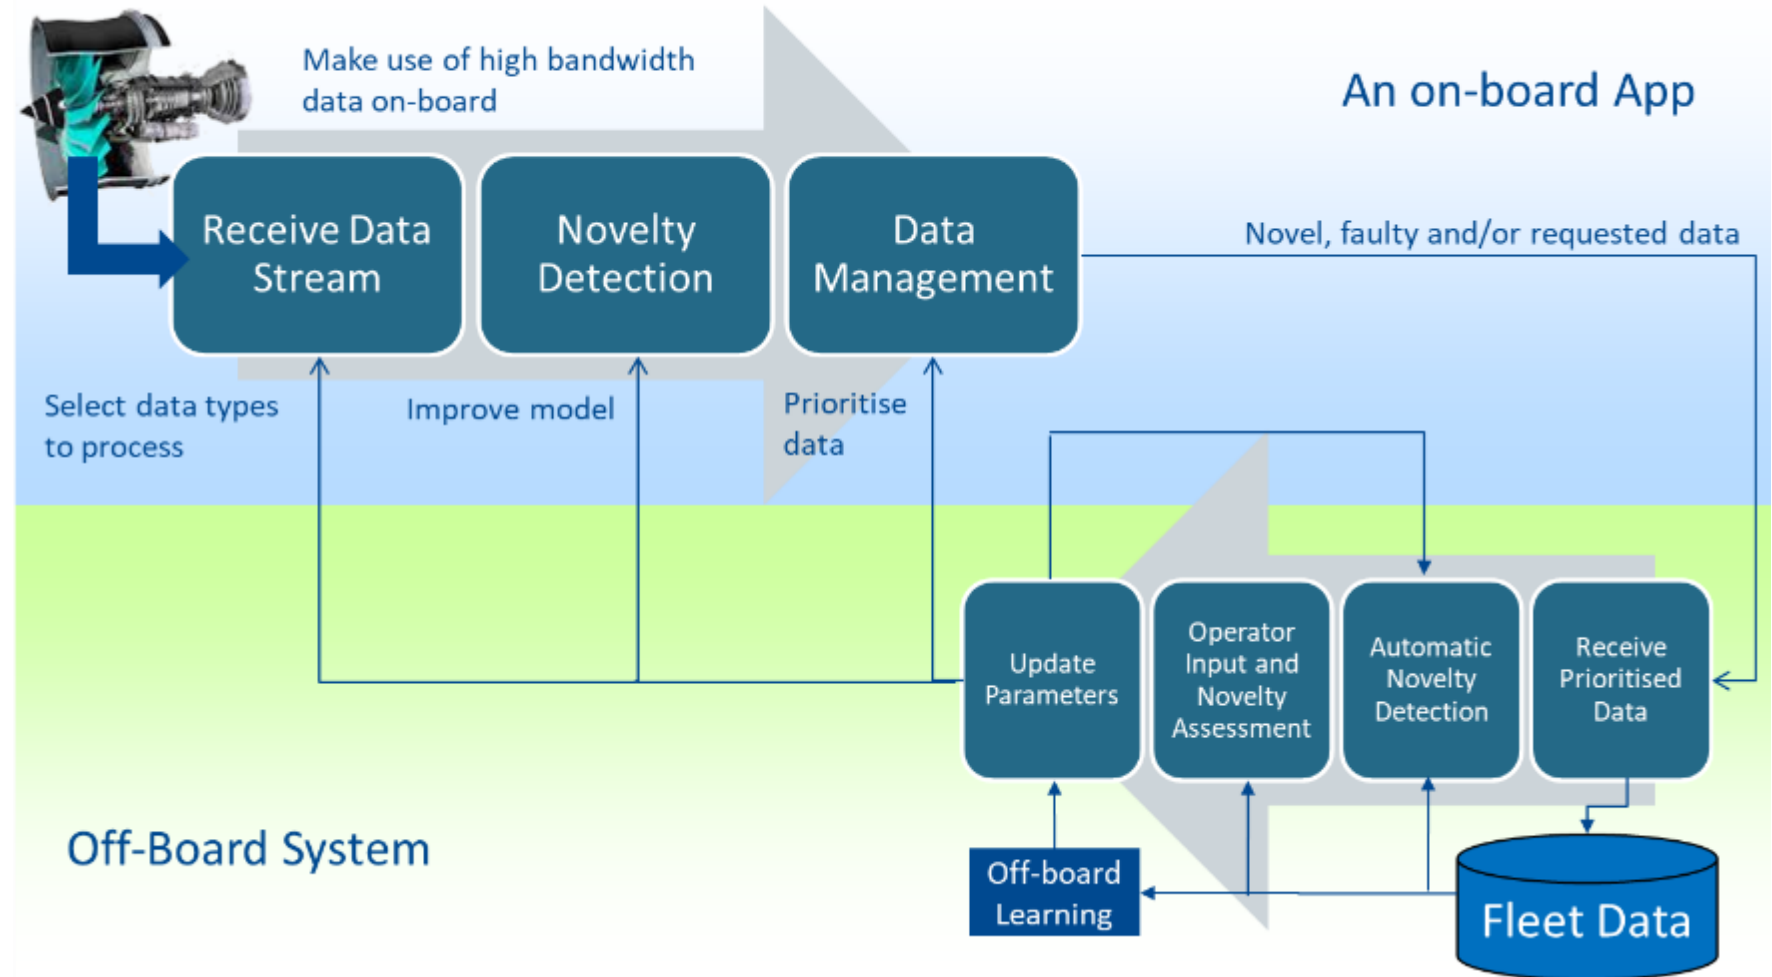 Make use of high bandwidth
data on-board
An on-board App
Receive Data
Stream
Novelty
Detection
Data
Management
Novel, faulty and/or requested data
Select data types
to process
Improve model
Prioritise
data
Update
Parameters
Operator
Input and
Novelty
Assessment
Automatic
Novelty
Detection
Receive
Prioritised
Data
Off-Board System
Off-board
Learning
Fleet Data